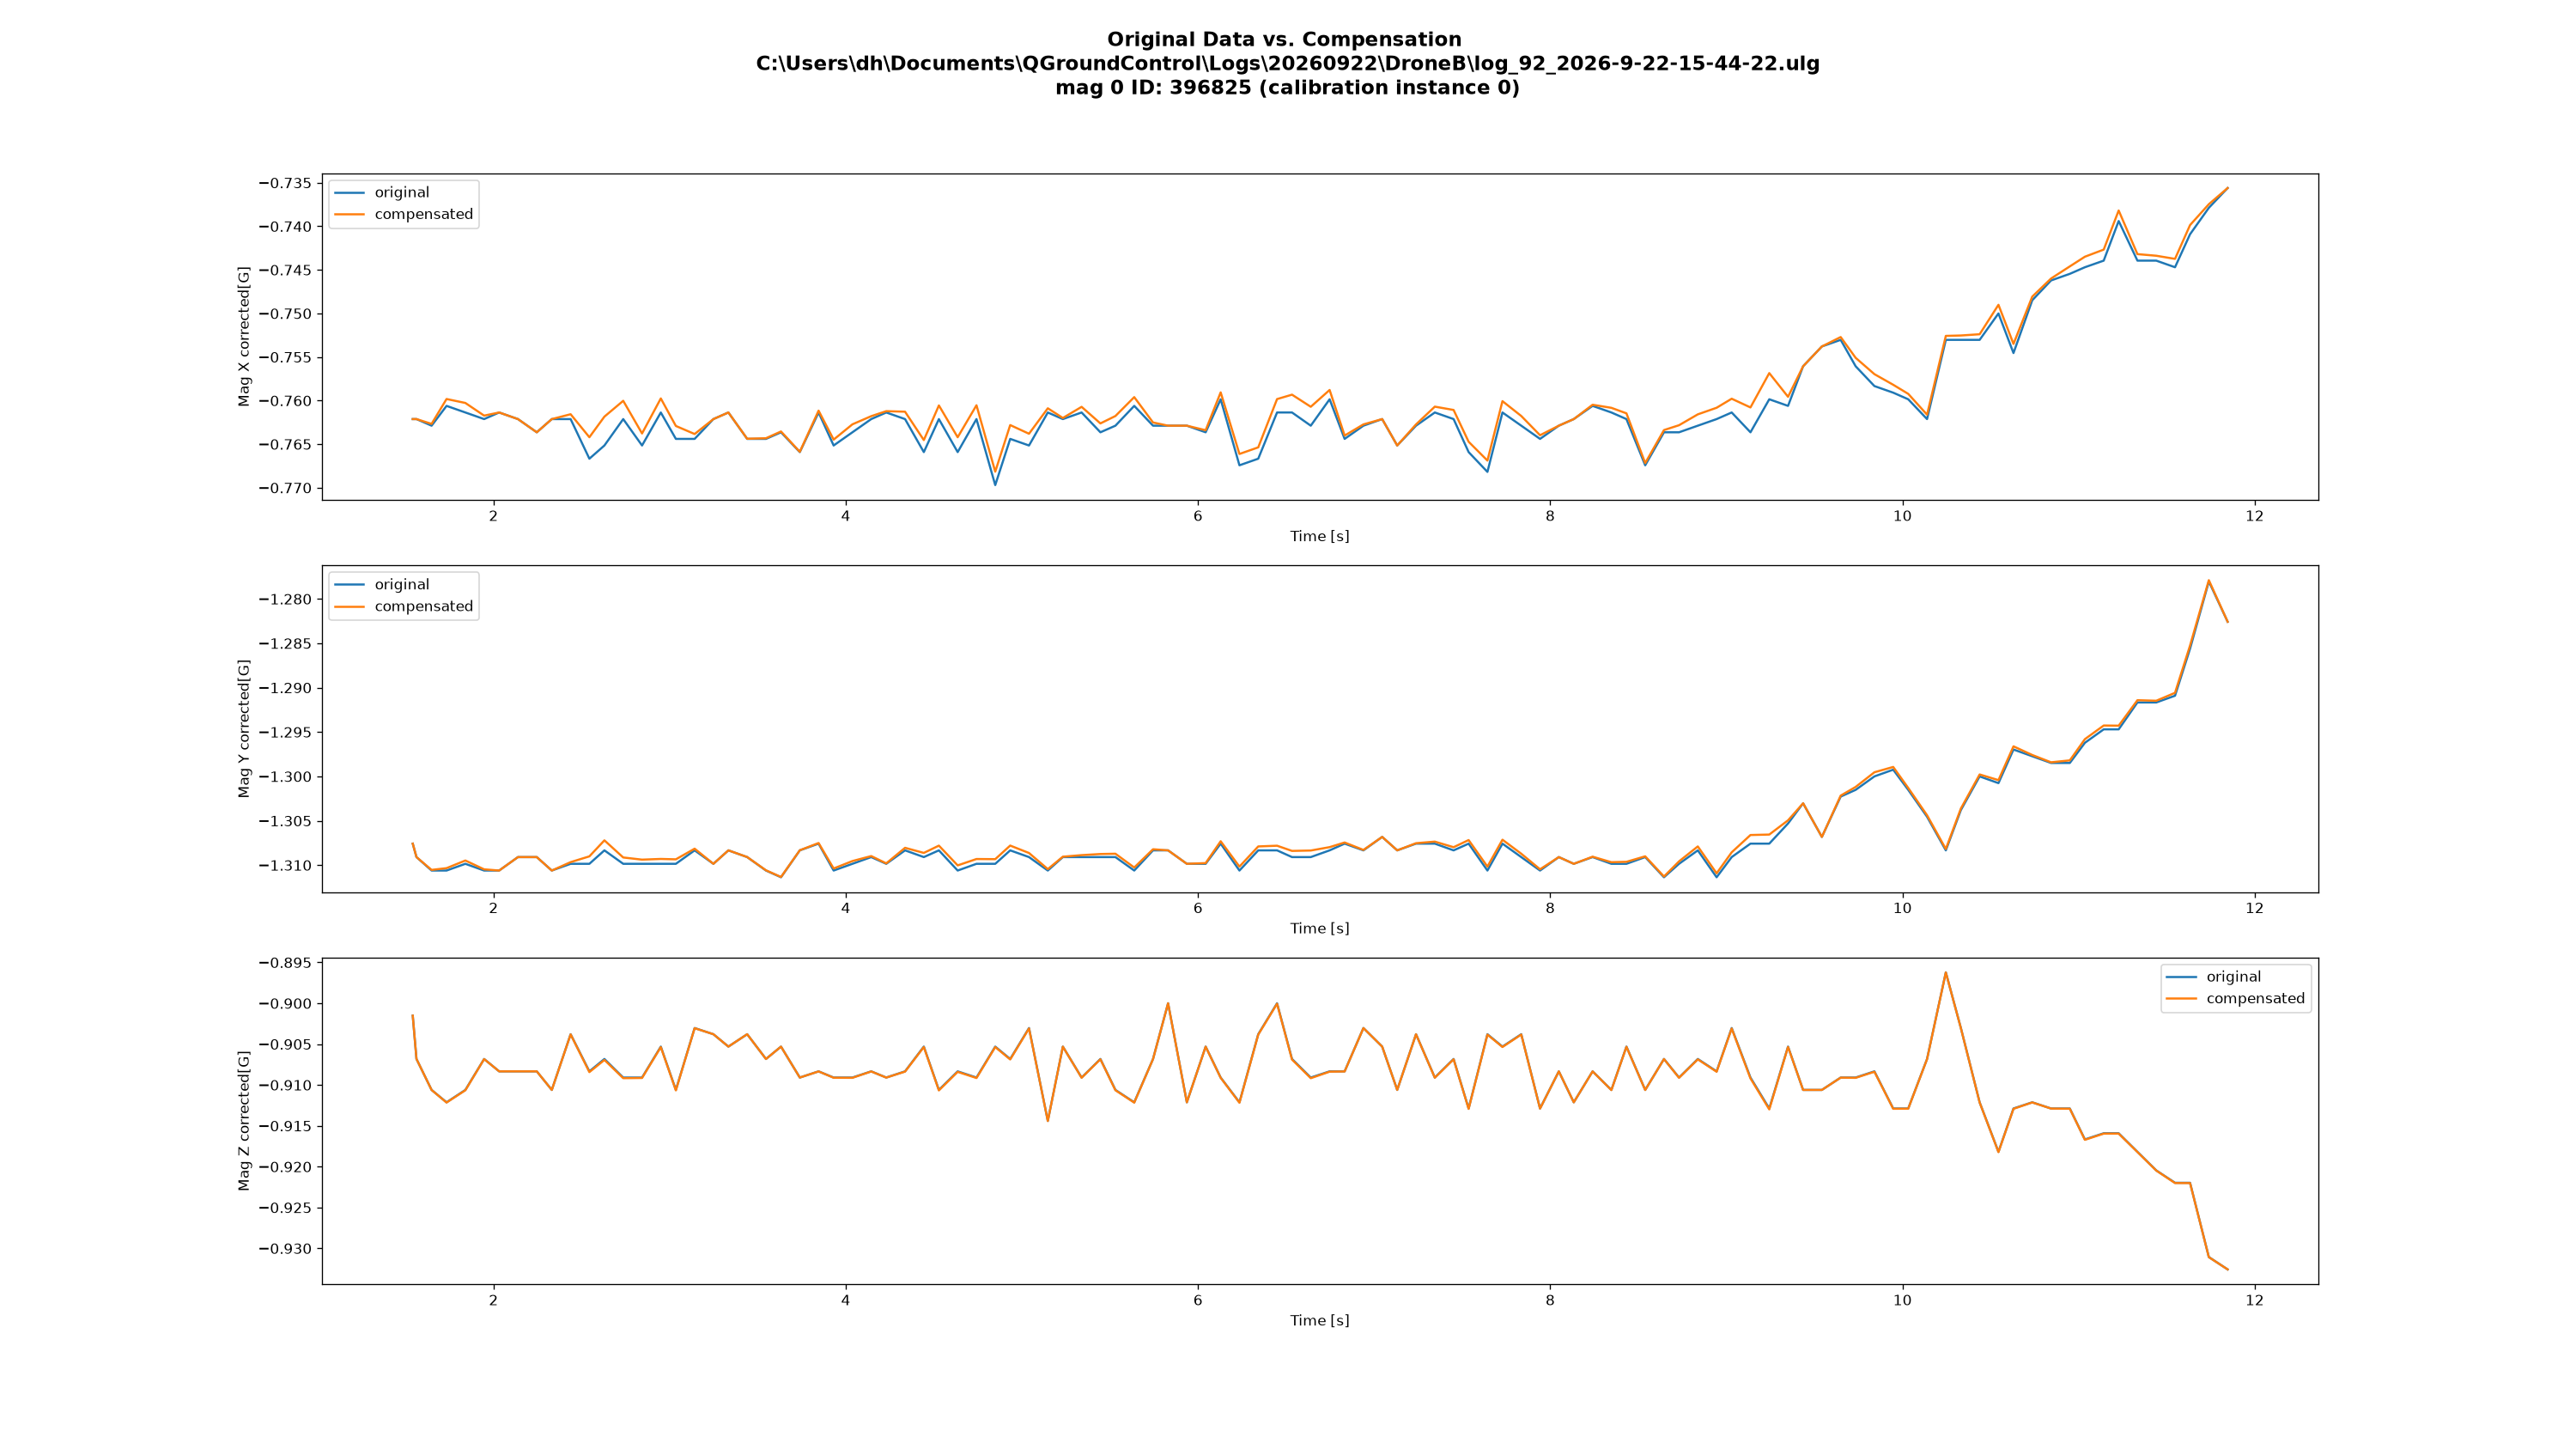 Original Data vs. Compensation
C:\Users\dh\Documents\QGroundControl\Logs\20260922\DroneB\log_92_2026-9-22-15-44-22.ulg
mag 0 ID: 396825 (calibration instance 0)
original
compensated
Mag X corrected[G]
−0.735
−0.740
−0.745
−0.750
−0.755
−0.760
−0.765
−0.770
2 4 6 8 10 12
Time [s]
original
compensated
Mag Y corrected[G]
−1.280
−1.285
−1.290
−1.295
−1.300
−1.305
−1.310
2 4 6 8 10 12
Time [s]
original
compensated
Mag Z corrected[G]
−0.895
−0.900
−0.905
−0.910
−0.915
−0.920
−0.925
−0.930
2 4 6 8 10 12
Time [s]